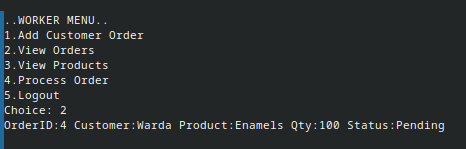 ..WORKER MENU..
1.Add Customer Order
2.View Orders
3.View Products
4.Process Order
5.Logout
Choice: 2
OrderID:4 Customer:Warda Product:Enamels Qty:100 Status:Pending